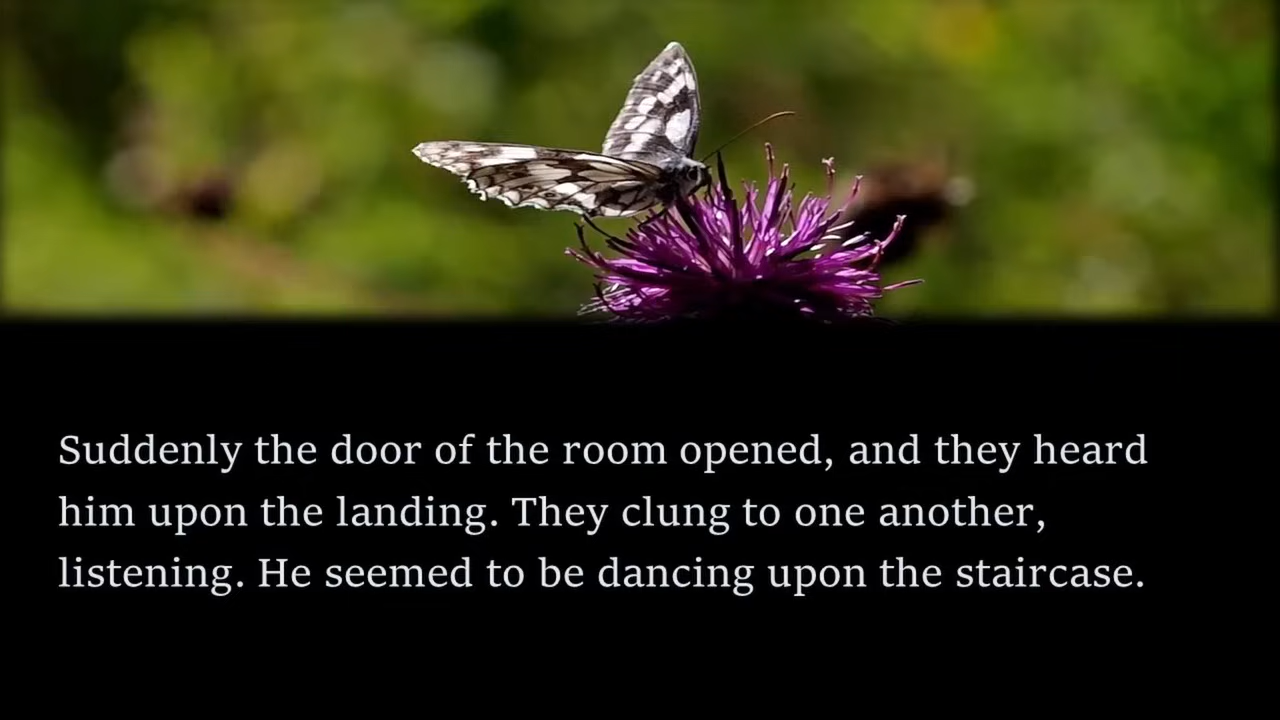 Suddenly the door of the room opened, and they heard
him upon the landing. They clung to one another,
listening. He seemed to be dancing upon the staircase.